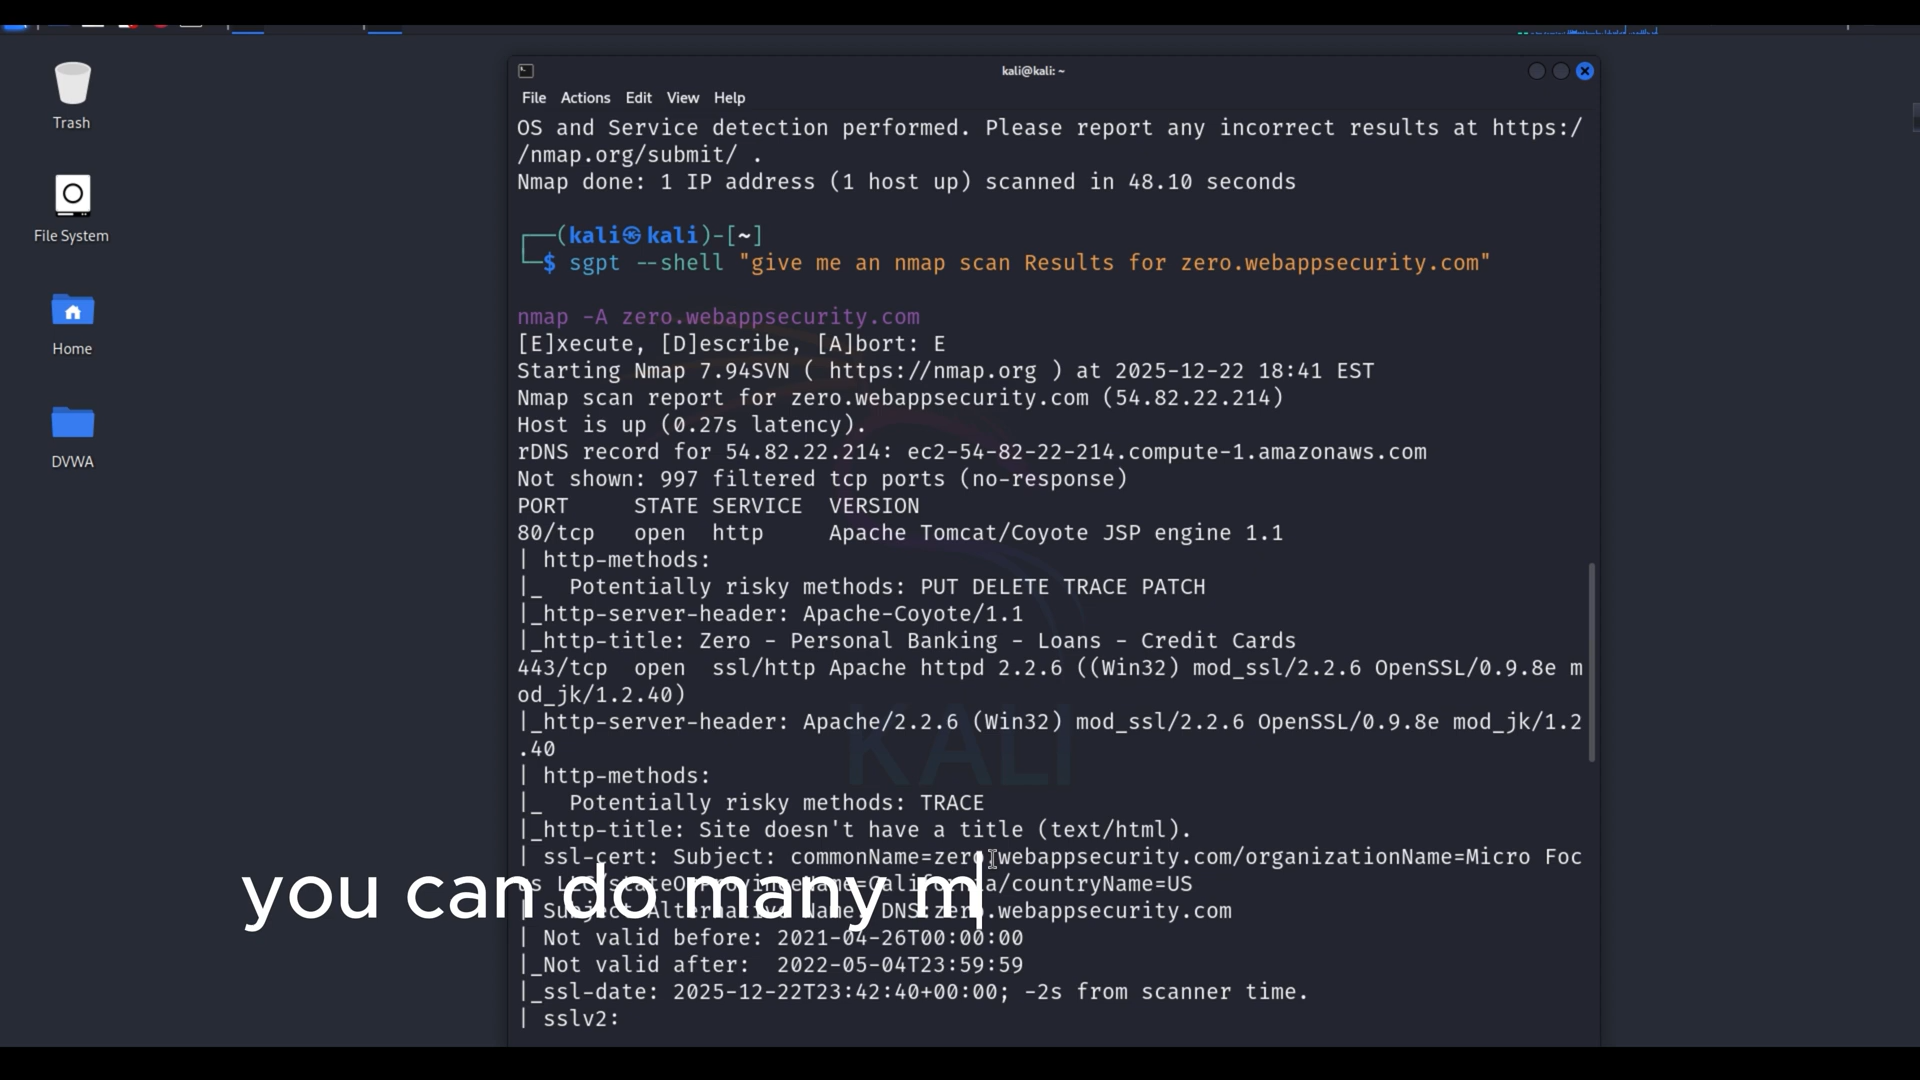 kali@kali: ~
File Actions Edit View Help
Trash
File System
Home
DVWA
OS and Service detection performed. Please report any incorrect results at https:/
/nmap.org/submit/ .
Nmap done: 1 IP address (1 host up) scanned in 48.10 seconds
┌──(kali㉿kali)-[~]
└─$ sgpt --shell "give me an nmap scan Results for zero.webappsecurity.com"
nmap -A zero.webappsecurity.com
[E]xecute, [D]escribe, [A]bort: E
Starting Nmap 7.94SVN ( https://nmap.org ) at 2025-12-22 18:41 EST
Nmap scan report for zero.webappsecurity.com (54.82.22.214)
Host is up (0.27s latency).
rDNS record for 54.82.22.214: ec2-54-82-22-214.compute-1.amazonaws.com
Not shown: 997 filtered tcp ports (no-response)
PORT    STATE SERVICE  VERSION
80/tcp  open  http     Apache Tomcat/Coyote JSP engine 1.1
| http-methods:
|_  Potentially risky methods: PUT DELETE TRACE PATCH
|_http-server-header: Apache-Coyote/1.1
|_http-title: Zero - Personal Banking - Loans - Credit Cards
443/tcp open  ssl/http Apache httpd 2.2.6 ((Win32) mod_ssl/2.2.6 OpenSSL/0.9.8e m
od_jk/1.2.40)
|_http-server-header: Apache/2.2.6 (Win32) mod_ssl/2.2.6 OpenSSL/0.9.8e mod_jk/1.2
.40
| http-methods:
|_  Potentially risky methods: TRACE
|_http-title: Site doesn't have a title (text/html).
| ssl-cert: Subject: commonName=zero.webappsecurity.com/organizationName=Micro Foc
us LLC/stateOrProvinceName=California/countryName=US
| Subject Alternative Name: DNS:zero.webappsecurity.com
| Not valid before: 2021-04-26T00:00:00
|_Not valid after:  2022-05-04T23:59:59
|_ssl-date: 2025-12-22T23:42:40+00:00; -2s from scanner time.
| sslv2:
KALI
you can do many m